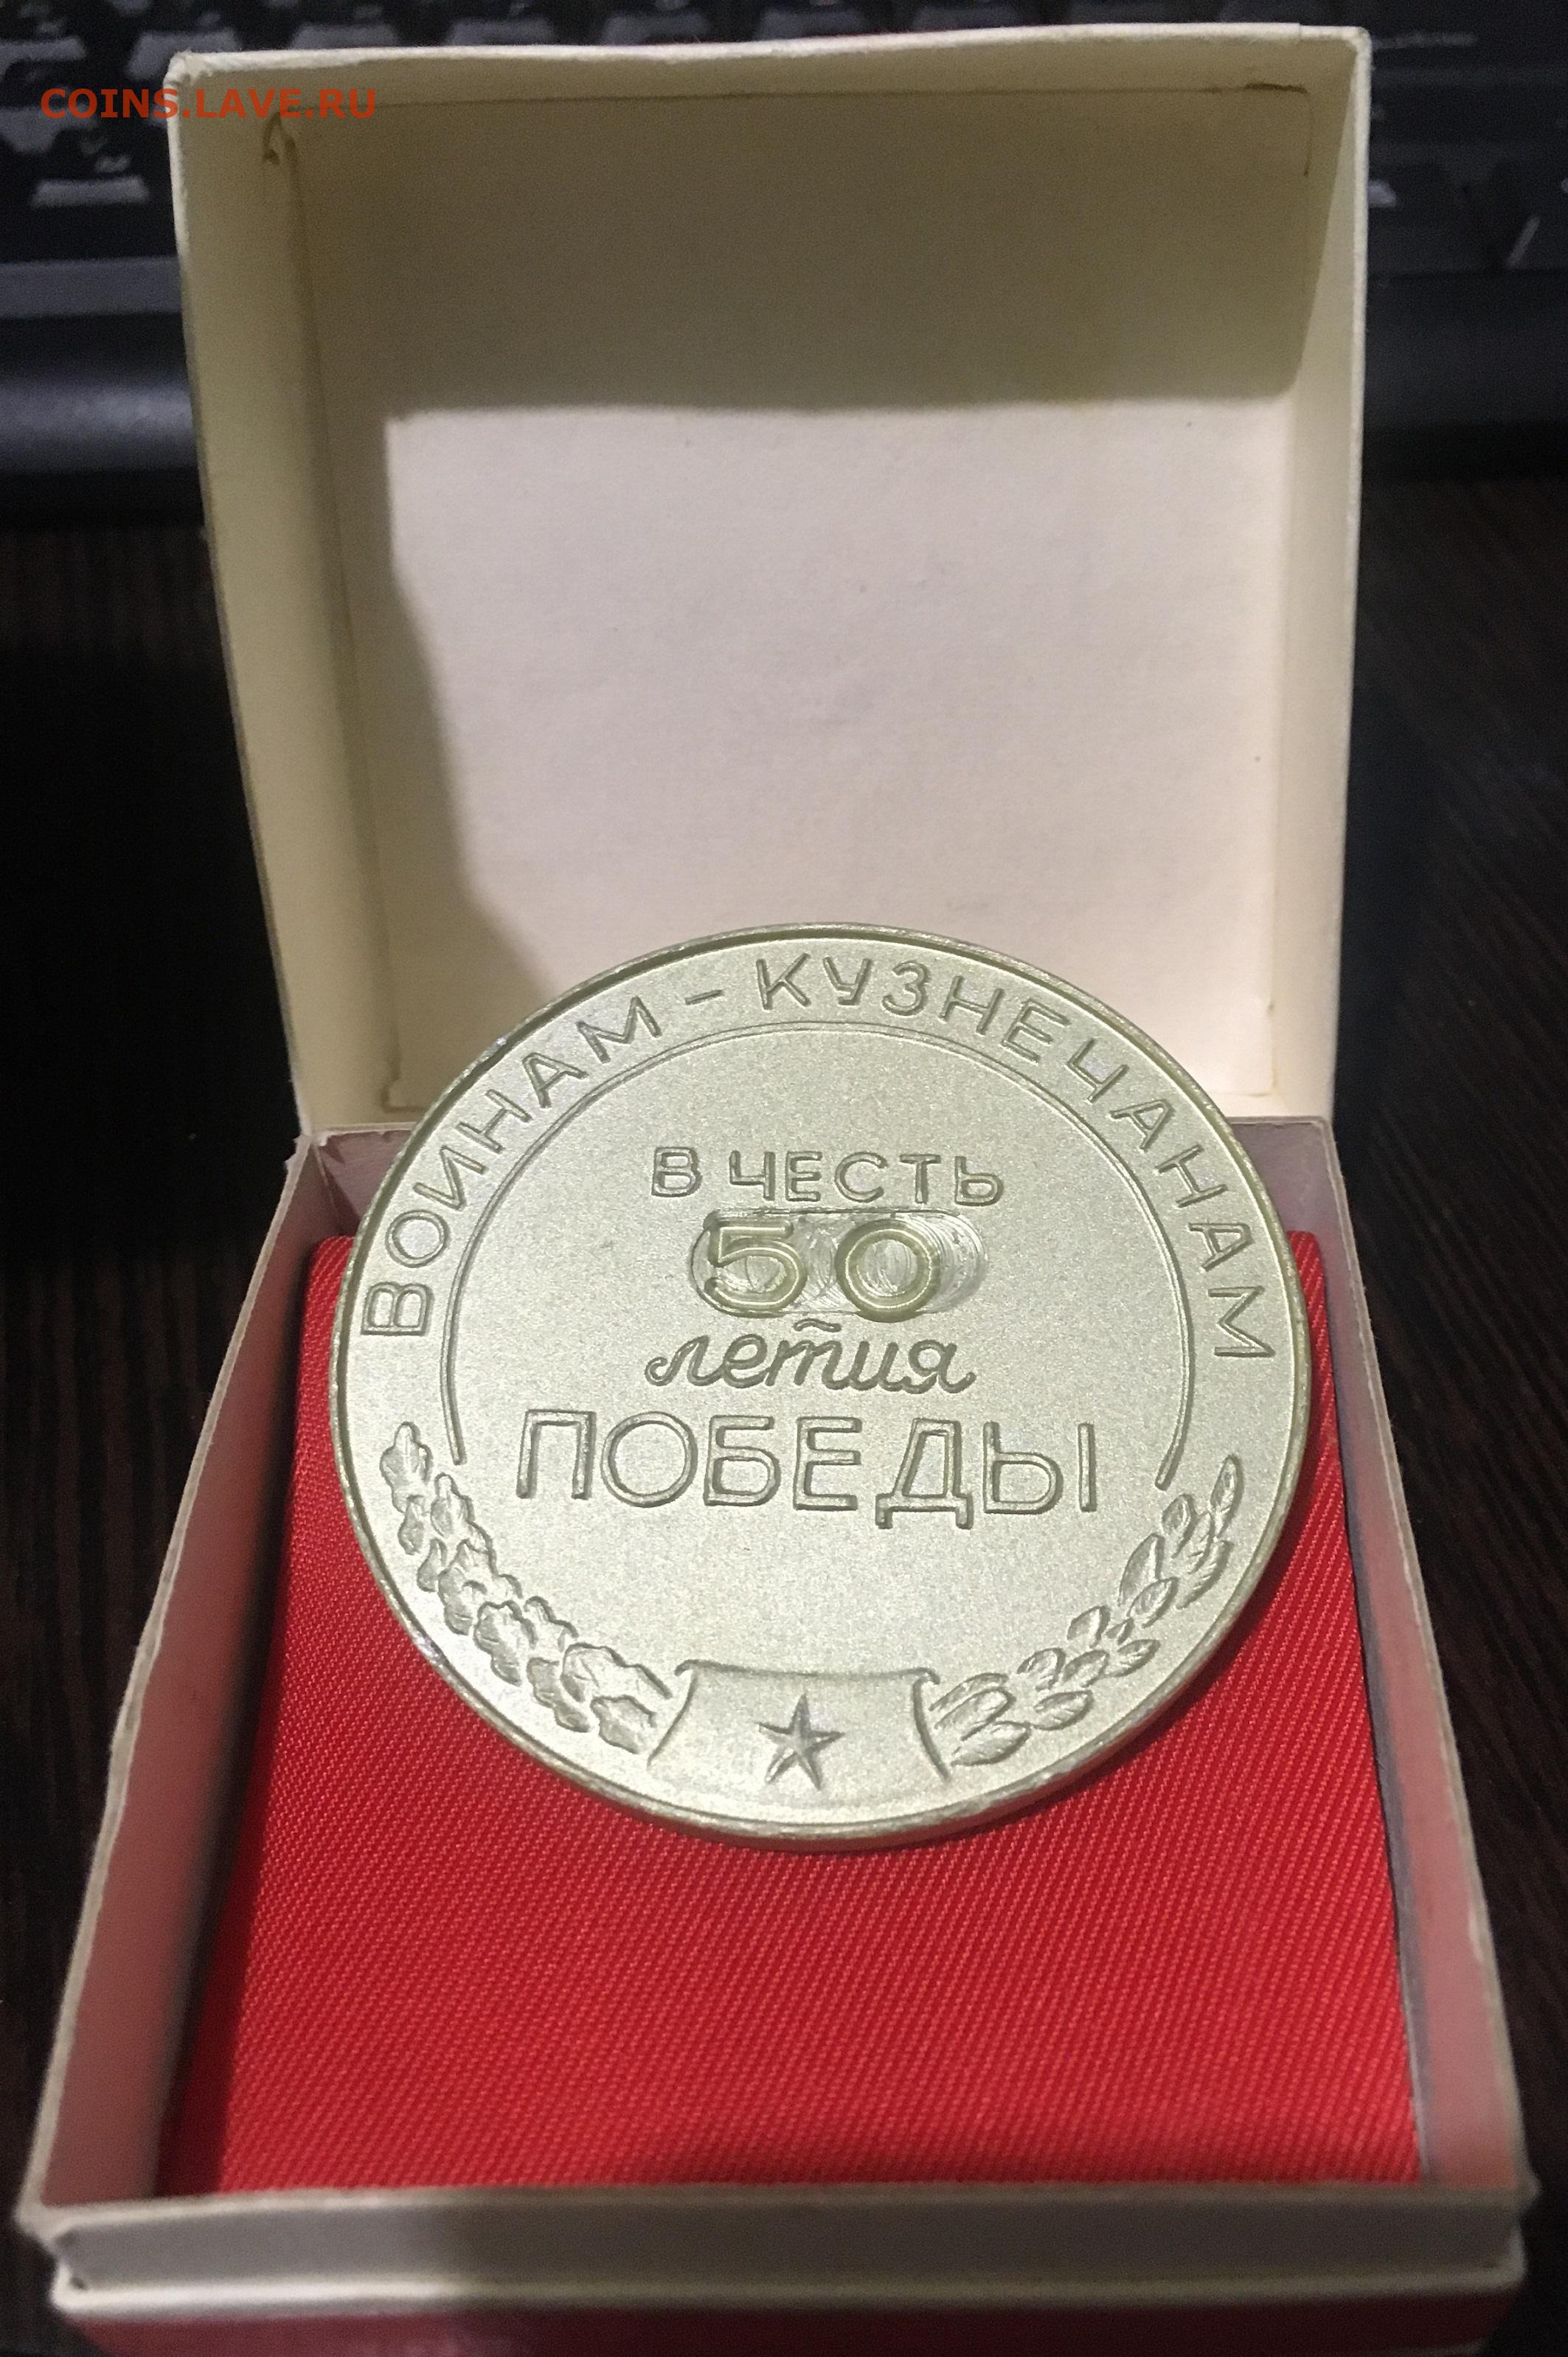 COINS.LAVE.RU
ВОИНАМ - КУЗНЕЧАНАМ
В ЧЕСТЬ
50
летия
ПОБЕДЫ